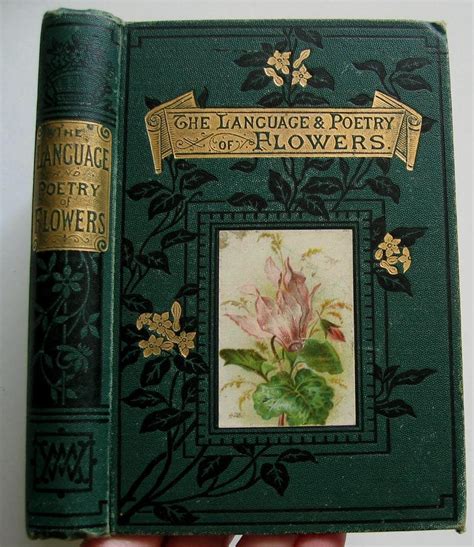 THE
LANGUAGE
AND
POETRY
of
FLOWERS
THE LANGUAGE & POETRY
OF FLOWERS.